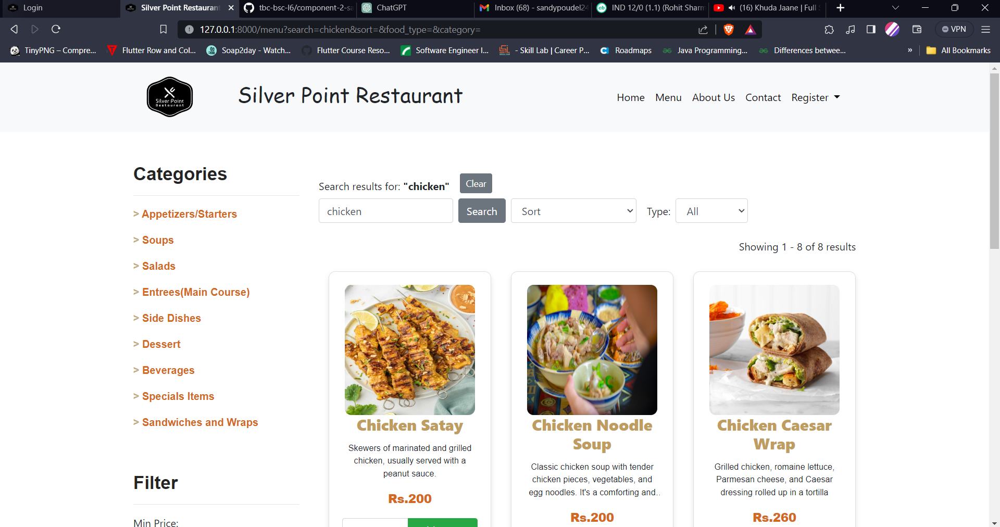 Login
Silver Point Restauran
tbc-bsc-l6/component-2-sa
ChatGPT
Inbox (68) - sandypoudel24
IND 12/0 (1.1) (Rohit Sharm
(16) Khuda Jaane | Full S
127.0.0.1:8000/menu?search=chicken&sort=&food_type=&category=
VPN
TinyPNG – Compre...
Flutter Row and Col...
Soap2day - Watch...
Flutter Course Reso...
Software Engineer I...
- Skill Lab | Career P...
Roadmaps
Java Programming...
Differences betwee...
»
All Bookmarks
Silver Point
Restaurant
Silver Point Restaurant
Home
Menu
About Us
Contact
Register
Categories
> Appetizers/Starters
> Soups
> Salads
> Entrees(Main Course)
> Side Dishes
> Dessert
> Beverages
> Specials Items
> Sandwiches and Wraps
Filter
Min Price:
Search results for: "chicken"
Clear
chicken
Search
Sort
Type:
All
Showing 1 - 8 of 8 results
Chicken Satay
Skewers of marinated and grilled
chicken, usually served with a
peanut sauce.
Rs.200
Chicken Noodle
Soup
Classic chicken soup with tender
chicken pieces, vegetables, and
egg noodles. It's a comforting and..
Rs.200
Chicken Caesar
Wrap
Grilled chicken, romaine lettuce,
Parmesan cheese, and Caesar
dressing rolled up in a tortilla
Rs.260